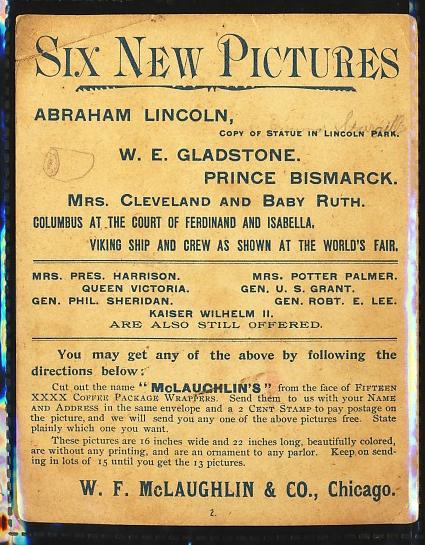 SIX NEW PICTURES
ABRAHAM LINCOLN,
COPY OF STATUE IN LINCOLN PARK.
W. E. GLADSTONE.
PRINCE BISMARCK.
MRS. CLEVELAND AND BABY RUTH.
COLUMBUS AT THE COURT OF FERDINAND AND ISABELLA.
VIKING SHIP AND CREW AS SHOWN AT THE WORLD'S FAIR.
MRS. PRES. HARRISON. MRS. POTTER PALMER.
QUEEN VICTORIA. GEN. U. S. GRANT.
GEN. PHIL. SHERIDAN. GEN. ROBT. E. LEE.
KAISER WILHELM II.
ARE ALSO STILL OFFERED.
You may get any of the above by following the
directions below:
Cut out the name "McLAUGHLIN'S" from the face of FIFTEEN
XXXX COFFEE PACKAGE WRAPPERS. Send them to us with your NAME
AND ADDRESS in the same envelope and a 2 CENT STAMP to pay postage on
the picture, and we will send you any one of the above pictures free. State
plainly which one you want.
These pictures are 16 inches wide and 22 inches long, beautifully colored,
are without any printing, and are an ornament to any parlor. Keep on send-
ing in lots of 15 until you get the 13 pictures.
W. F. McLAUGHLIN & CO., Chicago.
2.